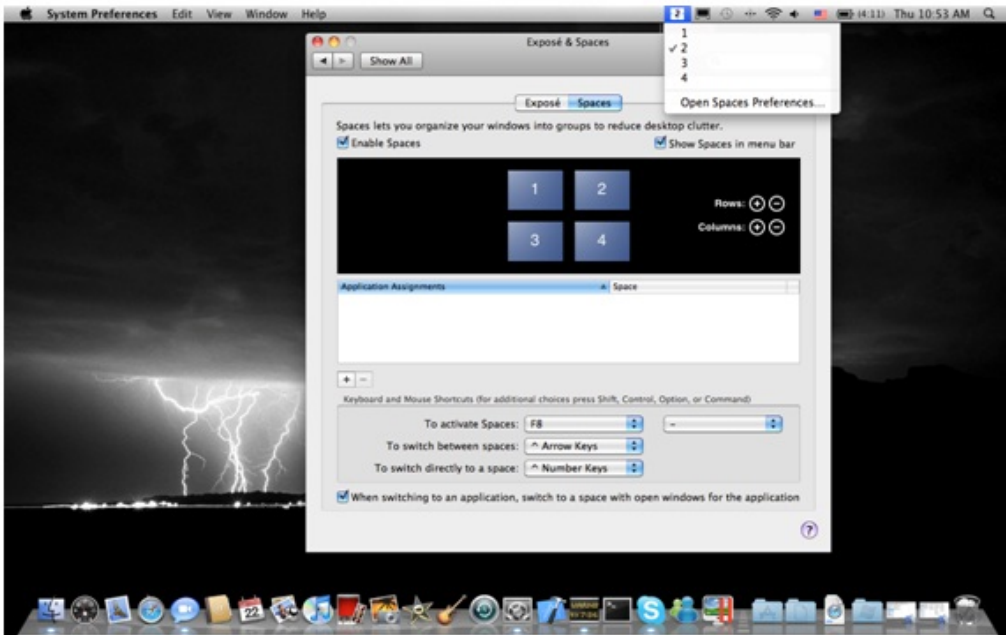 System Preferences Edit View Window Help 2 (4:11) Thu 10:53 AM
1
✓ 2
3
4
Open Spaces Preferences...
Exposé & Spaces
Show All
Exposé Spaces
Spaces lets you organize your windows into groups to reduce desktop clutter.
Enable Spaces Show Spaces in menu bar
1 2
3 4
Rows:
Columns:
Application Assignments Space
+ -
Keyboard and Mouse Shortcuts (for additional choices press Shift, Control, Option, or Command)
To activate Spaces: F8 -
To switch between spaces: ^ Arrow Keys
To switch directly to a space: ^ Number Keys
When switching to an application, switch to a space with open windows for the application
?
22